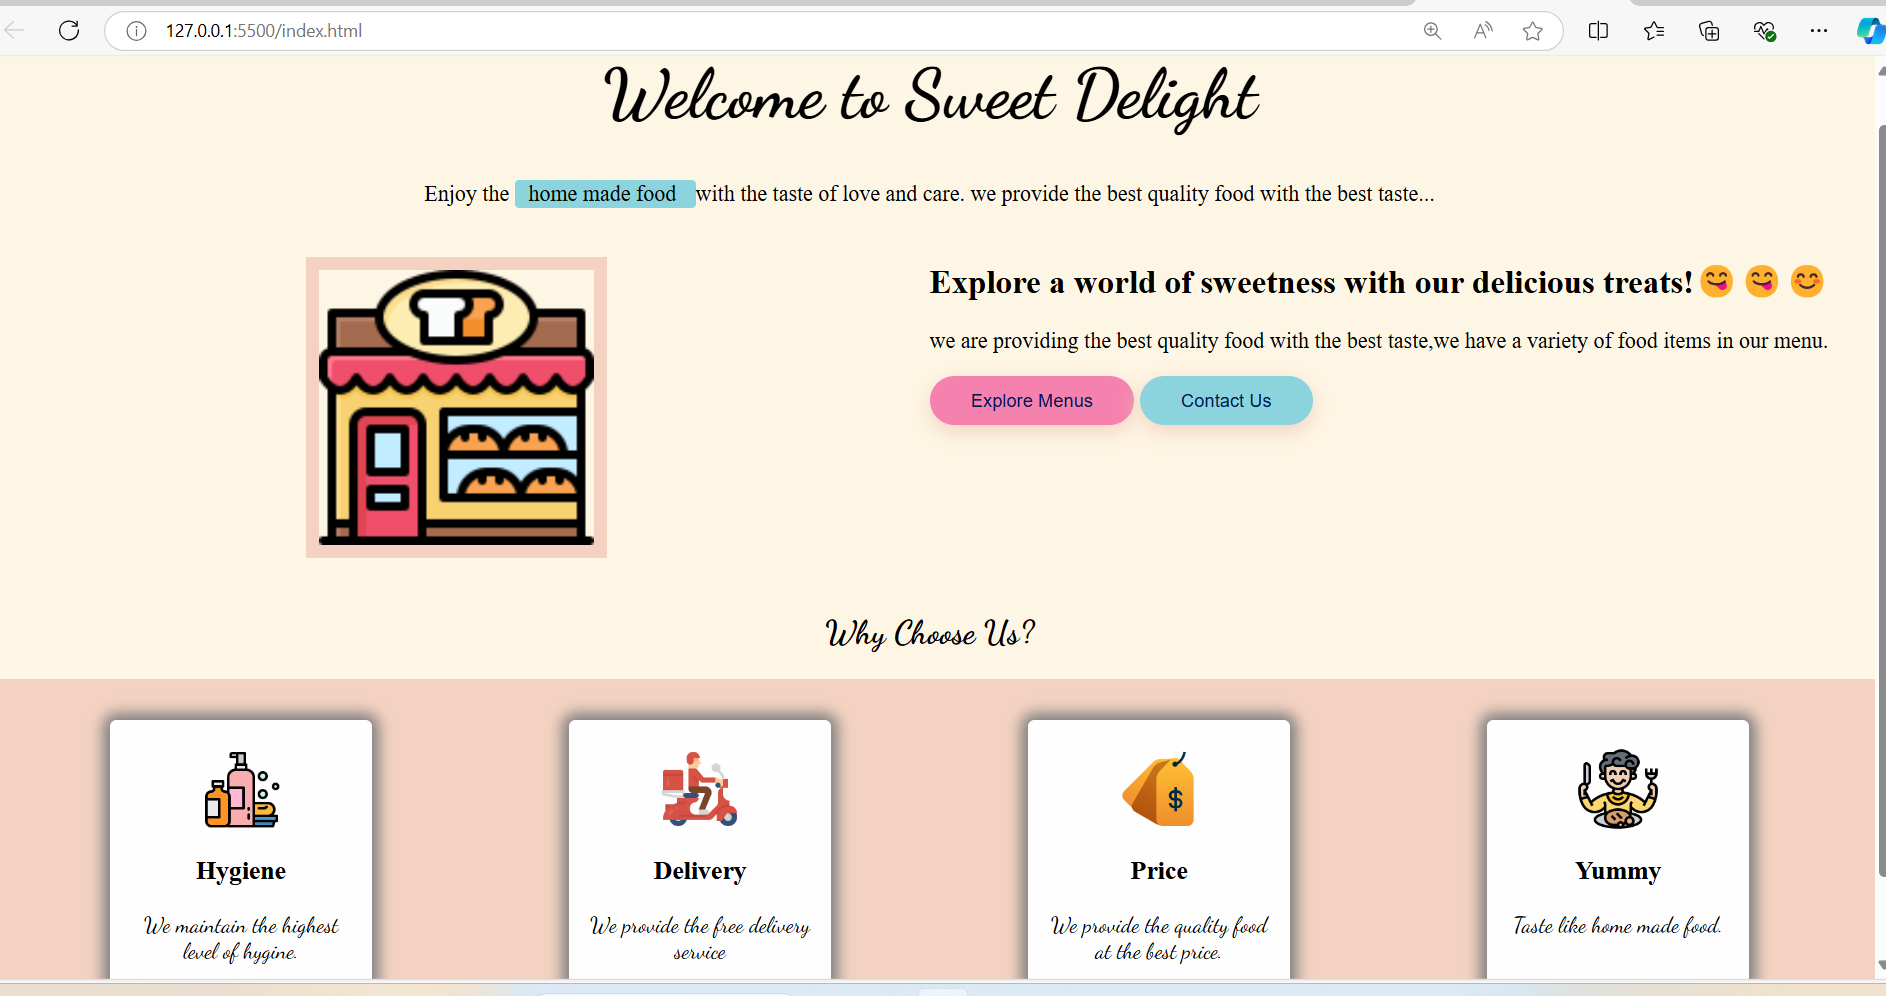 127.0.0.1:5500/index.html
Welcome to Sweet Delight
Enjoy the home made food with the taste of love and care. we provide the best quality food with the best taste...
Explore a world of sweetness with our delicious treats!😋 😋 😊
we are providing the best quality food with the best taste,we have a variety of food items in our menu.
Explore Menus Contact Us
Why Choose Us?
$
Hygiene
We maintain the highest
level of hygine.
Delivery
We provide the free delivery
service
Price
We provide the quality food
at the best price.
Yummy
Taste like home made food.